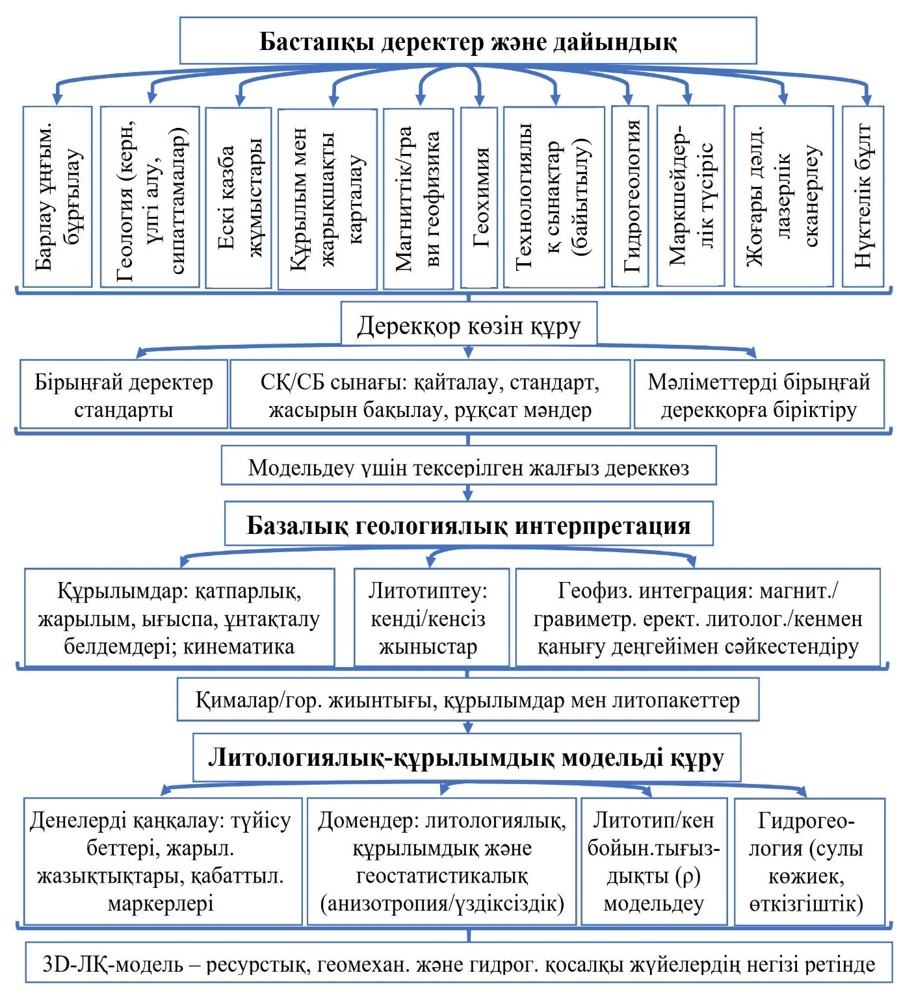 Бастапқы деректер және дайындық
Барлау ұңғым.
бұрғылау
Геология (керн,
үлгі алу,
сипаттамалар)
Ескі қазба
жұмыстары
Құрылым мен
жарықшақты
карталау
Магниттік/гра
ви геофизика
Геохимия
Технологиялы
қ сынақтар
(байытылу)
Гидрогеология
Маркшейдер-
лік түсіріс
Жоғары дәлд.
лазерлік
сканерлеу
Нүктелік бұлт
Дерекқор көзін құру
Бірыңғай деректер
стандарты
СҚ/СБ сынағы: қайталау, стандарт,
жасырын бақылау, рұқсат мәндер
Мәліметтерді бірыңғай
дерекқорға біріктіру
Модельдеу үшін тексерілген жалғыз дереккөз
Базалық геологиялық интерпретация
Құрылымдар: қатпарлық,
жарылым, ығыспа, ұнтақталу
белдемдері; кинематика
Литотиптеу:
кенді/кенсіз
жыныстар
Геофиз. интеграция: магнит./
гравиметр. ерект. литолог./кенмен
қанығу деңгейімен сәйкестендіру
Қималар/гор. жиынтығы, құрылымдар мен литопакеттер
Литологиялық-құрылымдық модельді құру
Денелерді қаңқалау: түйісу
беттері, жарыл.
жазықтықтары, қабаттыл.
маркерлері
Домендер: литологиялық,
құрылымдық және
геостатистикалық
(анизотропия/үздіксіздік)
Литотип/кен
бойын.тығыз-
дықты (ρ)
модельдеу
Гидрогео-
логия (сулы
көжиек,
өткізгіштік)
3D-ЛҚ-модель – ресурстық, геомехан. және гидрог. қосалқы жүйелердің негізі ретінде